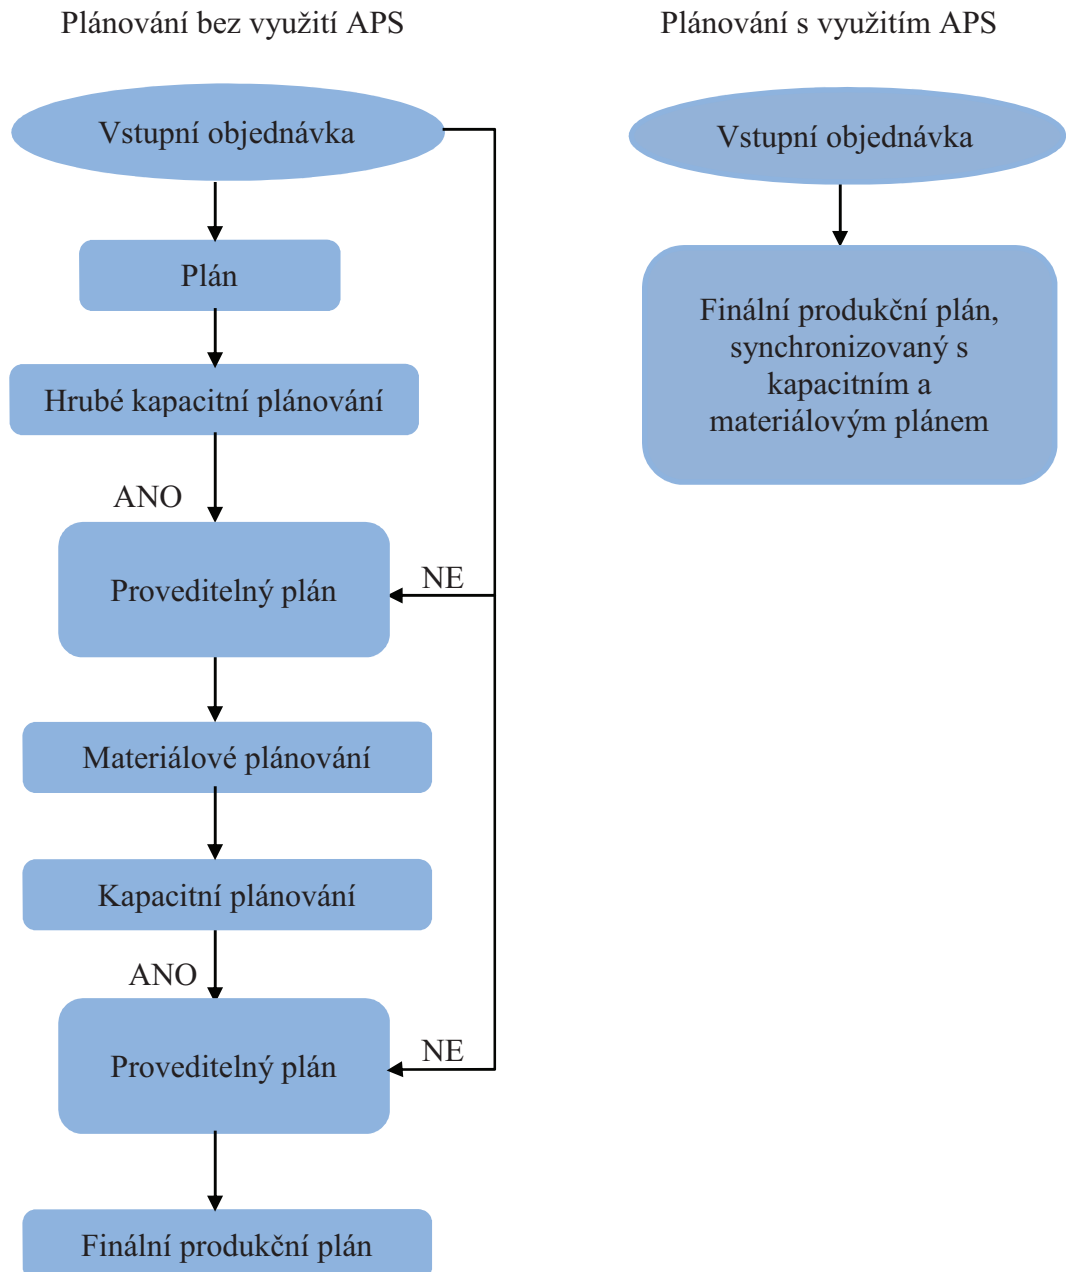 Plánování bez využití APS
Vstupní objednávka
Plán
Hrubé kapacitní plánování
ANO
Proveditelný plán
NE
Materiálové plánování
Kapacitní plánování
ANO
Proveditelný plán
NE
Finální produkční plán
Plánování s využitím APS
Vstupní objednávka
Finální produkční plán,
synchronizovaný s
kapacitním a
materiálovým plánem